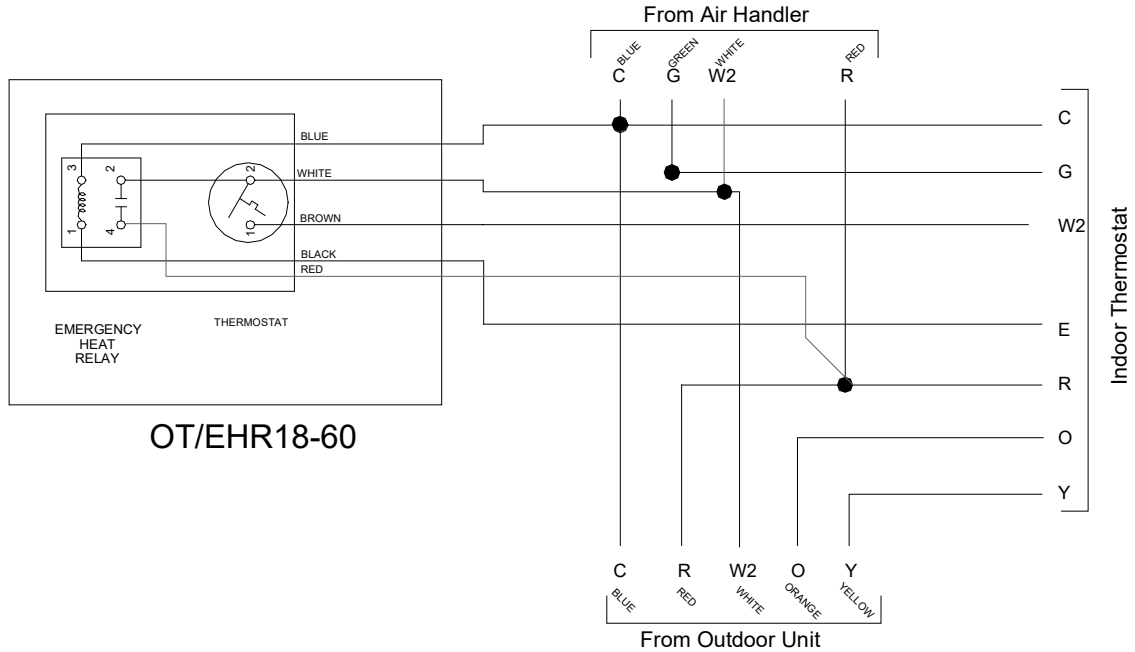 From Air Handler
BLUE
GREEN
WHITE
RED
C
G
W2
R
C
G
W2
E
R
O
Y
Indoor Thermostat
BLUE
WHITE
BROWN
BLACK
RED
3
2
1
4
2
1
EMERGENCY
HEAT
RELAY
THERMOSTAT
OT/EHR18-60
C
R
W2
O
Y
BLUE
RED
WHITE
ORANGE
YELLOW
From Outdoor Unit